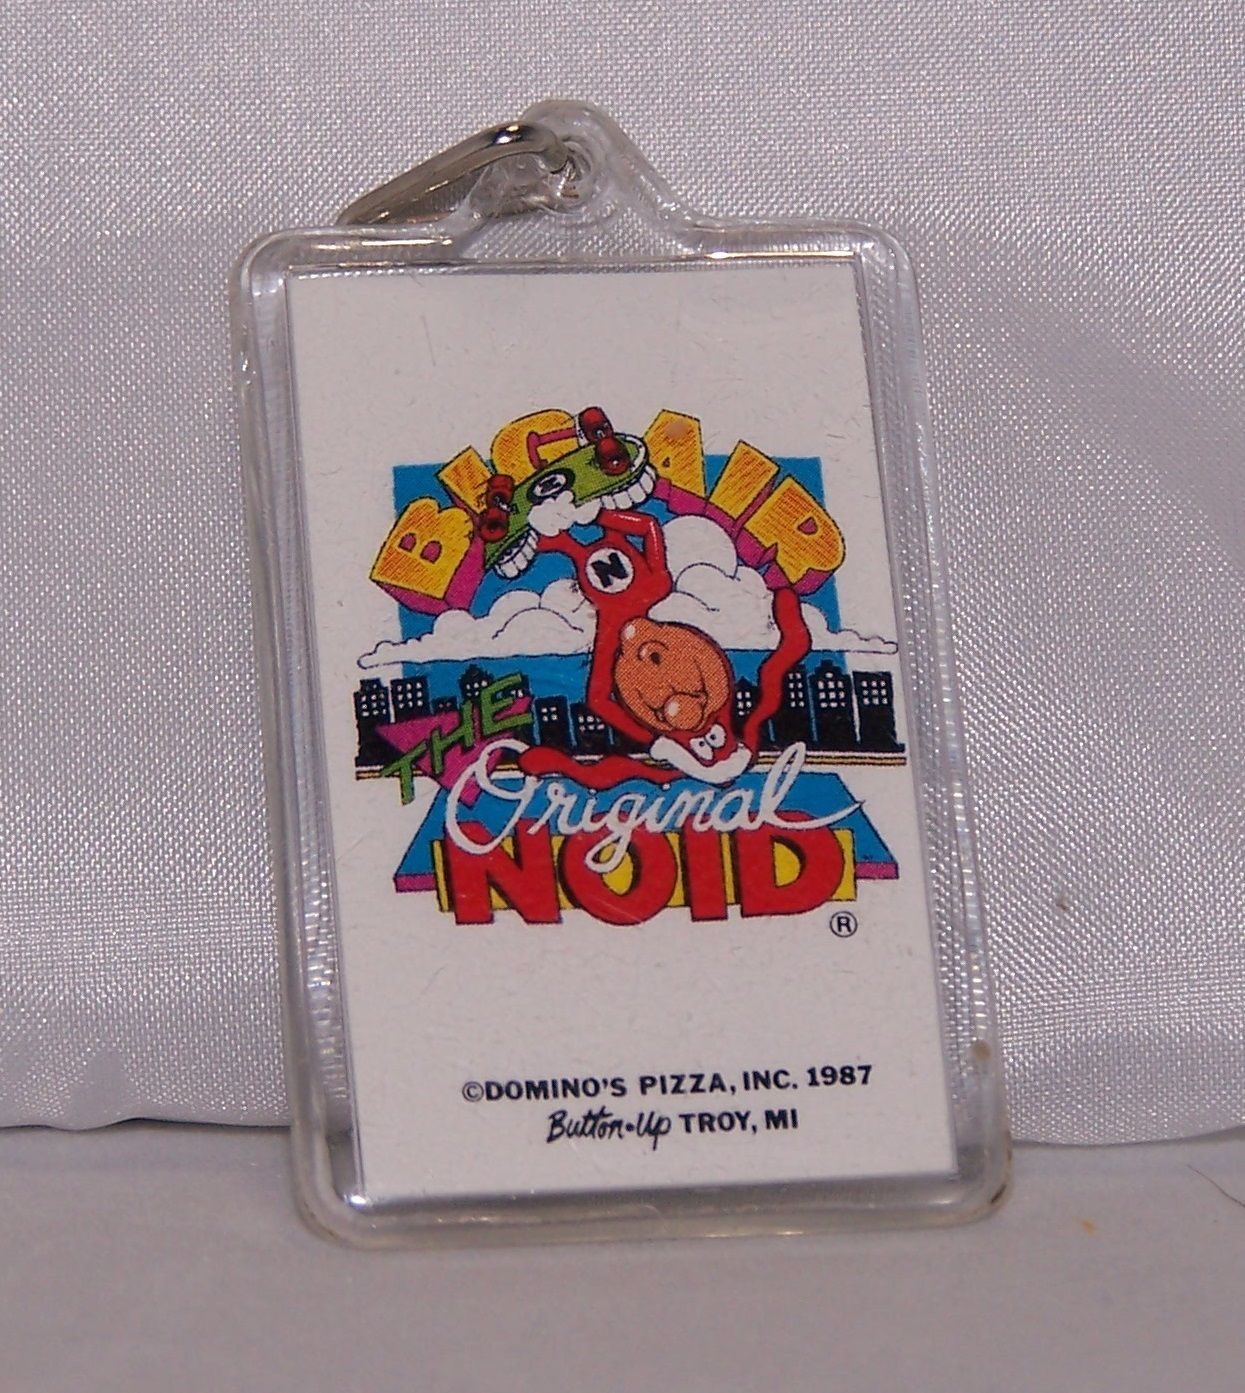 BIG AIR
N
THE
Original
NOID
®
©DOMINO'S PIZZA, INC. 1987
Button•Up TROY, MI